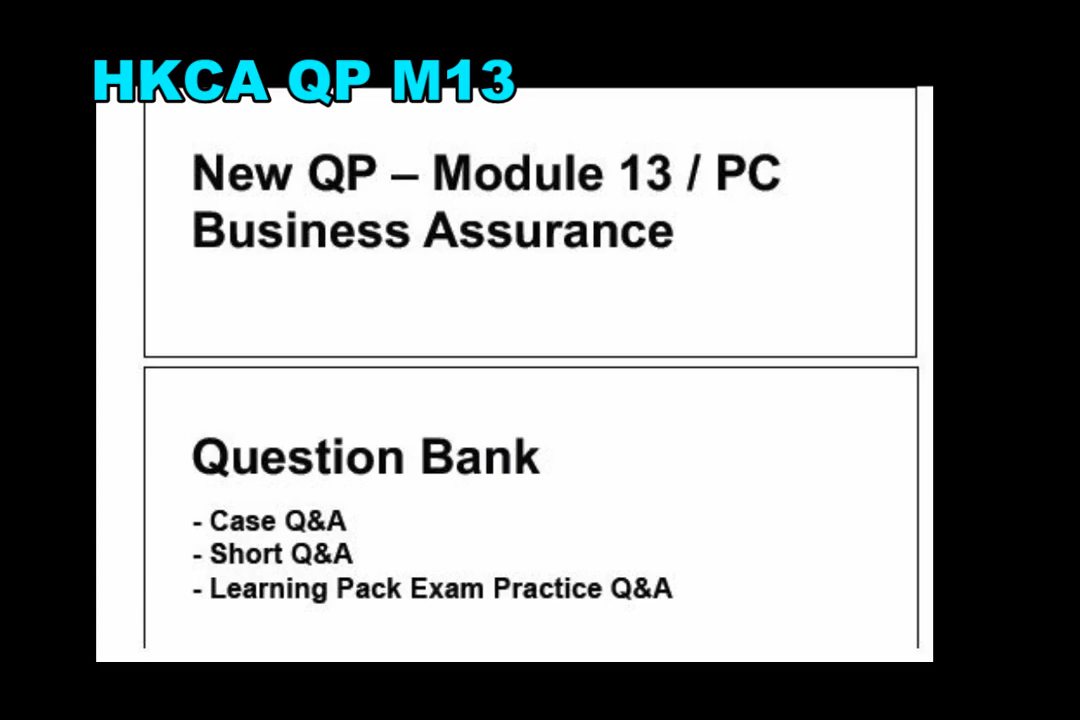 HKCA QP M13
New QP – Module 13 / PC
Business Assurance
Question Bank
- Case Q&A
- Short Q&A
- Learning Pack Exam Practice Q&A